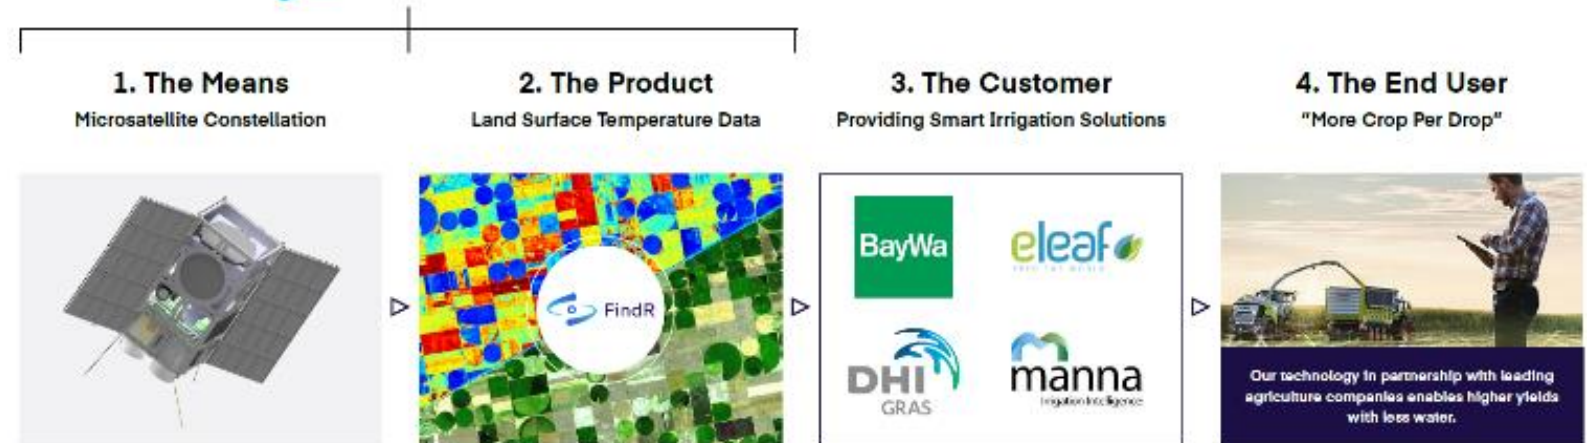 1. The Means
Microsatellite Constellation
2. The Product
Land Surface Temperature Data
FindR
3. The Customer
Providing Smart Irrigation Solutions
BayWa
eleaf
DHI
GRAS
manna
Irrigation Intelligence
4. The End User
"More Crop Per Drop"
Our technology in partnership with leading
agriculture companies enables higher yields
with less water.